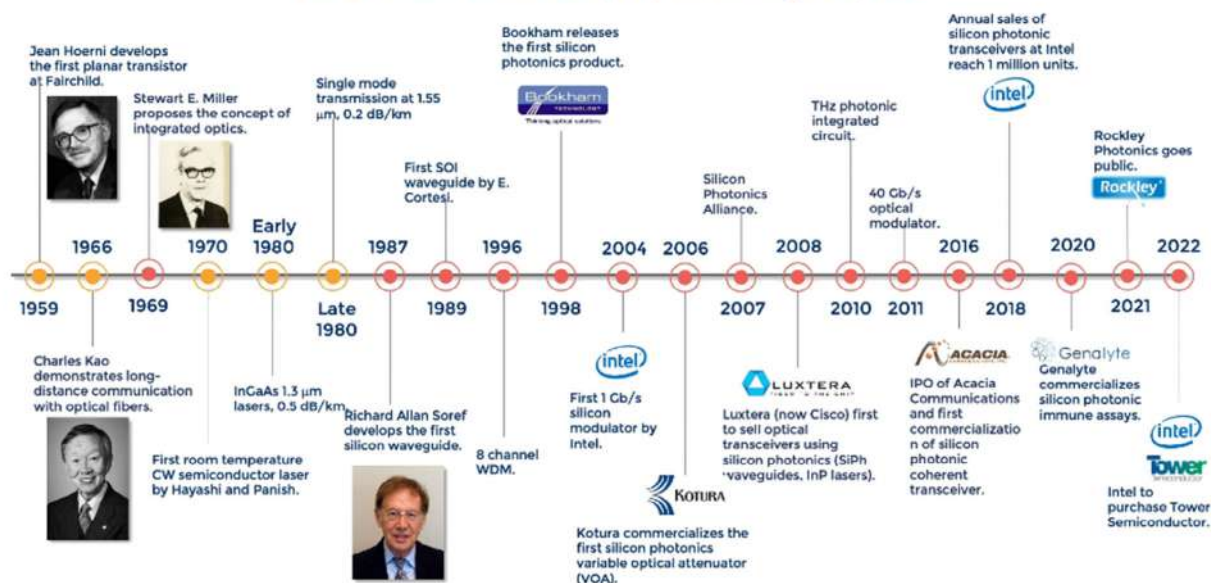 Jean Hoerni develops
the first planar transistor
at Fairchild.
Stewart E. Miller
proposes the concept of
integrated optics.
Single mode
transmission at 1.55
μm, 0.2 dB/km
First SOI
waveguide by E.
Cortesi.
Bookham releases
the first silicon
photonics product.
Bookham
TECHNOLOGY
Thinking optical solutions
Silicon
Photonics
Alliance.
THz photonic
integrated
circuit.
40 Gb/s
optical
modulator.
Annual sales of
silicon photonic
transceivers at Intel
reach 1 million units.
intel
Rockley
Photonics goes
public.
Rockley
1966
1970
Early
1980
1987
1996
2004
2006
2008
2016
2020
2022
1959
1969
Late
1980
1989
1998
2007
2010
2011
2018
2021
Charles Kao
demonstrates long-
distance communication
with optical fibers.
First room temperature
CW semiconductor laser
by Hayashi and Panish.
InGaAs 1.3 μm
lasers, 0.5 dB/km
Richard Allan Soref
develops the first
silicon waveguide.
8 channel
WDM.
intel
First 1 Gb/s
silicon
modulator by
Intel.
KOTURA
Kotura commercializes the
first silicon photonics
variable optical attenuator
(VOA).
LUXTERA
Luxtera (now Cisco) first
to sell optical
transceivers using
silicon photonics (SiPh
waveguides, InP lasers).
ACACIA
IPO of Acacia
Communications
and first
commercializatio
n of silicon
photonic
coherent
transceiver.
Genalyte
Genalyte
commercializes
silicon photonic
immune assays.
intel
Tower
Intel to
purchase Tower
Semiconductor.